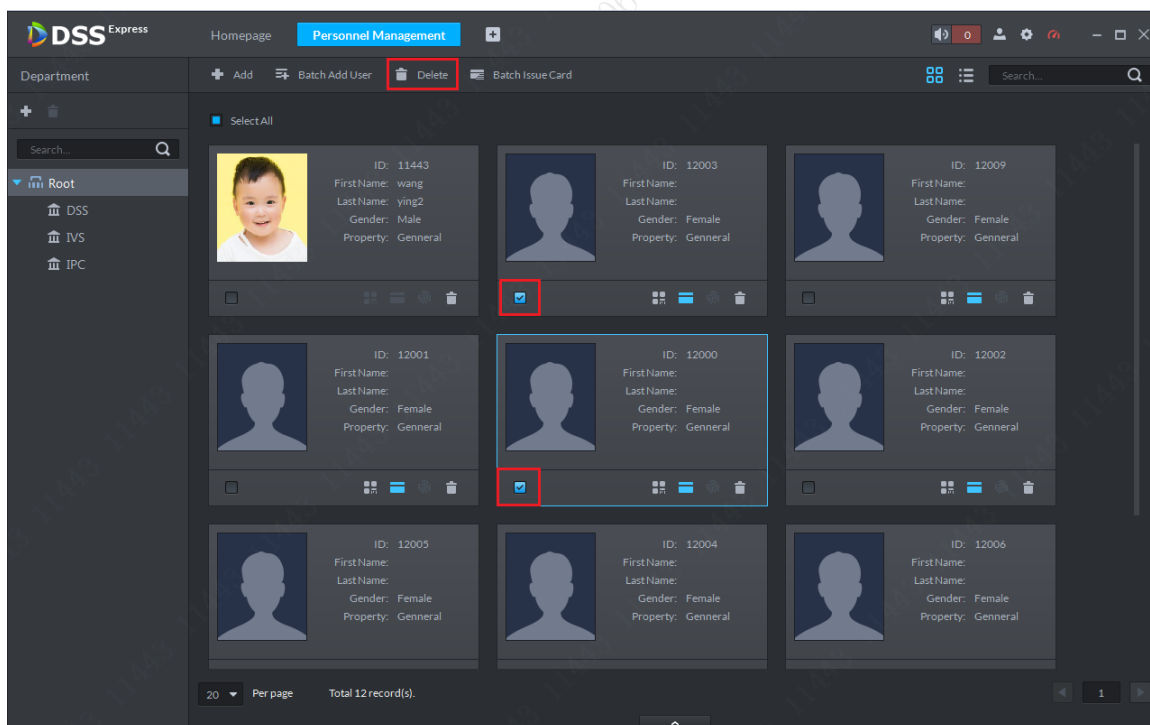 DSS Express Homepage Personnel Management 0
Department Add Batch Add User Delete Batch Issue Card Search...
Search...
Root
DSS
IVS
IPC
Select All
ID: 11443
First Name: wang
Last Name: ying2
Gender: Male
Property: Genneral
ID: 12003
First Name:
Last Name:
Gender: Female
Property: Genneral
ID: 12009
First Name:
Last Name:
Gender: Female
Property: Genneral
ID: 12001
First Name:
Last Name:
Gender: Female
Property: Genneral
ID: 12000
First Name:
Last Name:
Gender: Female
Property: Genneral
ID: 12002
First Name:
Last Name:
Gender: Female
Property: Genneral
ID: 12005
First Name:
Last Name:
Gender: Female
Property: Genneral
ID: 12004
First Name:
Last Name:
Gender: Female
Property: Genneral
ID: 12006
First Name:
Last Name:
Gender: Female
Property: Genneral
20 Per page Total 12 record(s). 1